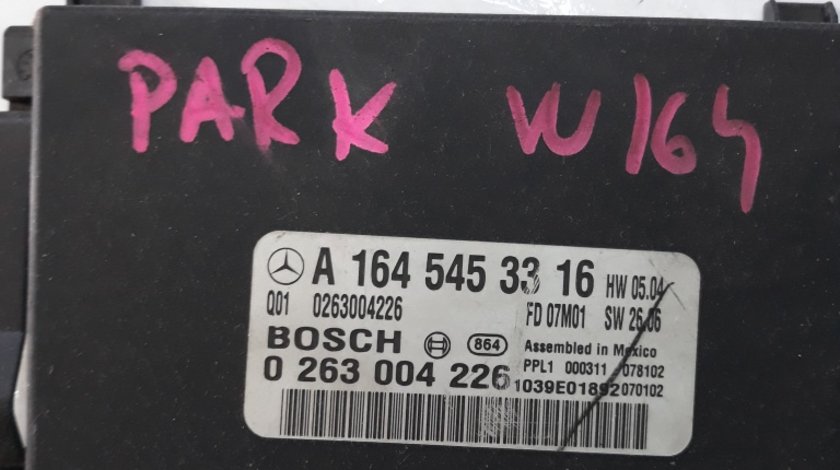 PARK W164
A 164 545 33 16 HW 05.04
Q01 0263004226 FD 07M01 SW 26.06
BOSCH 864 Assembled in Mexico
0 263 004 226 PPL1 000311 078102
1039E01892070102